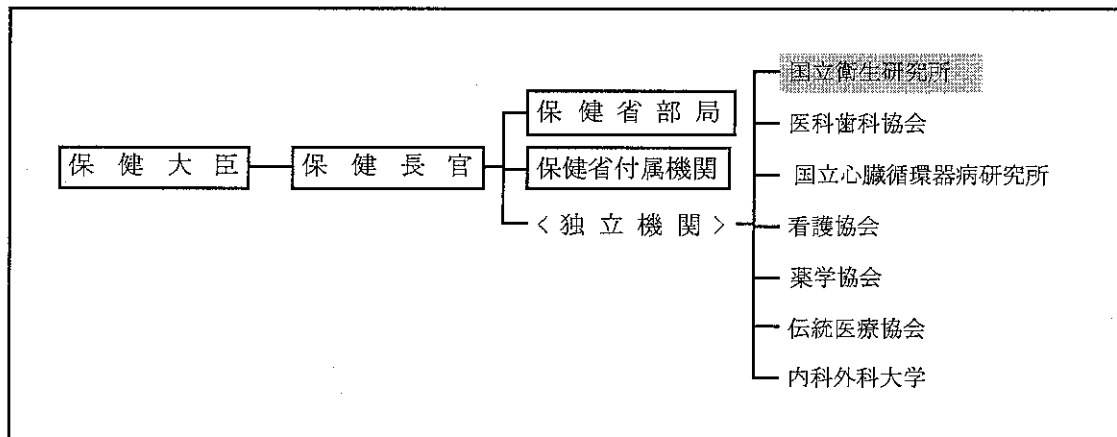 国立衛生研究所
保健省部局
医科歯科協会
保健大臣
保健長官
保健省付属機関
国立心臓循環器病研究所
<独立機関>
看護協会
薬学協会
伝統医療協会
内科外科大学